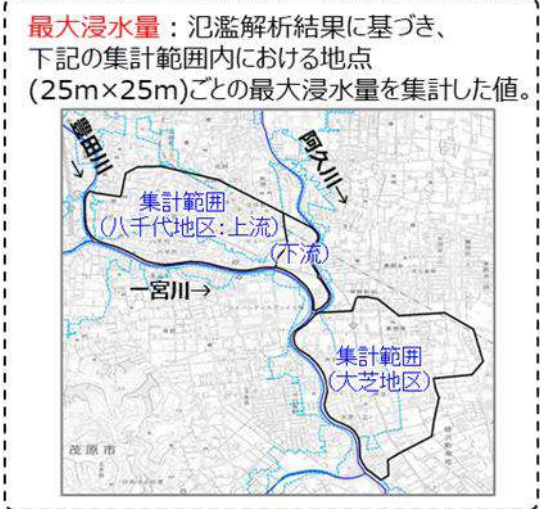 最大浸水量：氾濫解析結果に基づき、
下記の集計範囲内における地点
(25m×25m)ごとの最大浸水量を集計した値。
豊田川→
阿久川→
集計範囲
(八千代地区:上流)
(下流)
一宮川→
集計範囲
(大芝地区)
茂原市